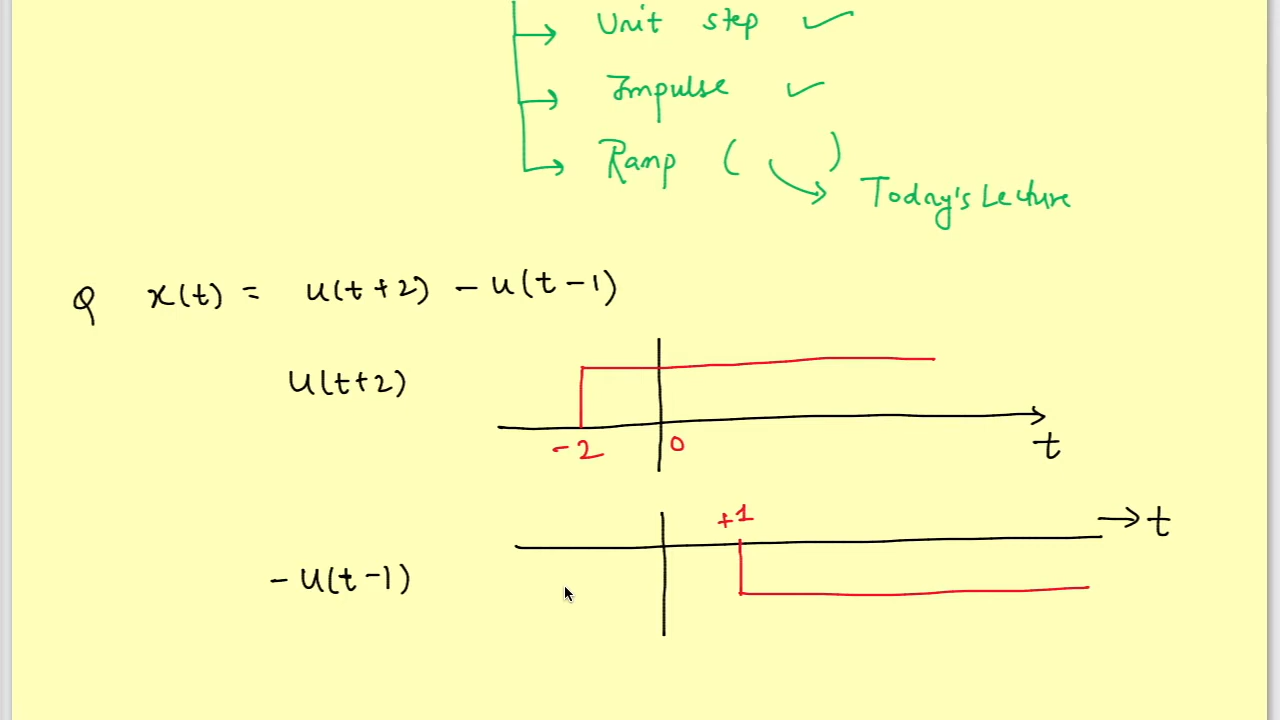 Unit step
Impulse
Ramp ( )
Today's Lecture
Q x(t) = u(t+2) - u(t-1)
u(t+2)
-2 0 t
+1 t
-u(t-1)